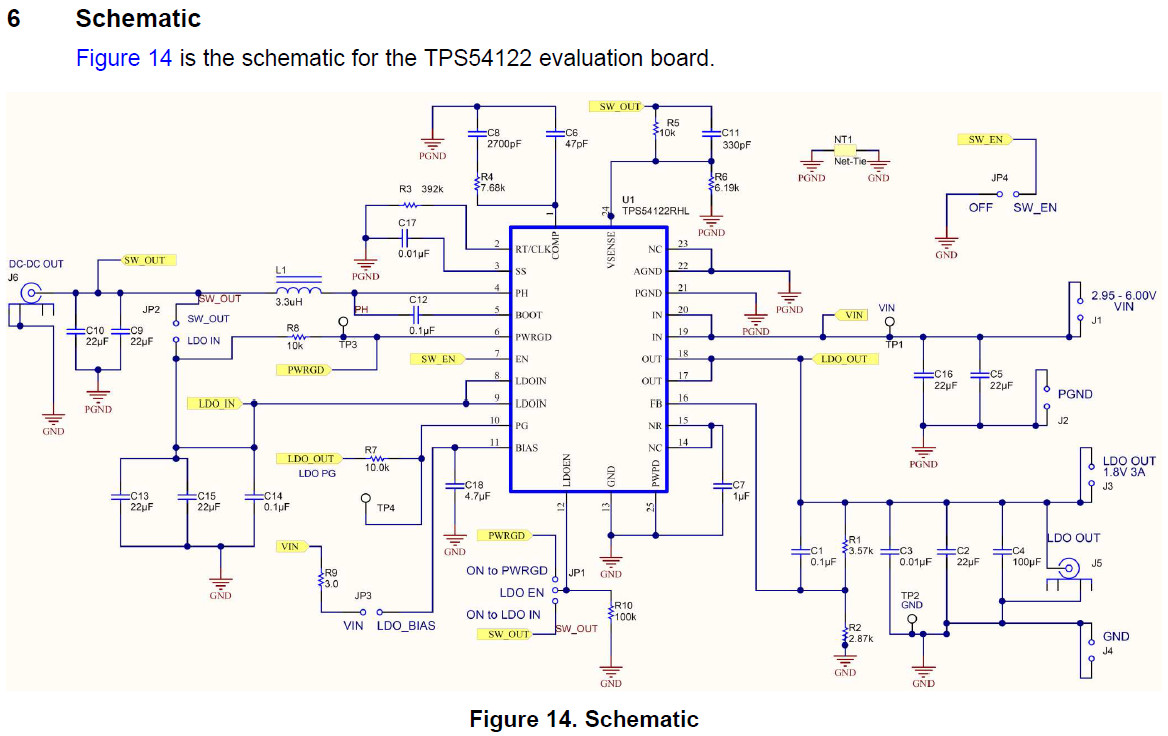 6 Schematic
Figure 14 is the schematic for the TPS54122 evaluation board.
SW_OUT
C8
2700pF
C6
47pF
R5
10k
C11
330pF
PGND
NT1
Net-Tie
PGND
GND
SW_EN
JP4
OFF SW_EN
GND
R4
7.68k
R6
6.19k
PGND
R3 392k
C17
0.01µF
PGND
U1
TPS54122RHL
1
24
COMP
VSENSE
2 RT/CLK
3 SS
4 PH
5 BOOT
6 PWRGD
7 EN
8 LDOIN
9 LDOIN
10 PG
11 BIAS
NC 23
AGND 22
PGND 21
IN 20
IN 19
OUT 18
OUT 17
FB 16
NR 15
NC 14
LDOEN
GND
PWPD
12
13
25
DC-DC OUT
J6
SW_OUT
L1
3.3uH
JP2
SW_OUT
SW_OUT
LDO IN
C10
22µF
C9
22µF
PGND
GND
PH
C12
0.1µF
R8
10k
TP3
PWRGD
SW_EN
LDO_IN
LDO_OUT
LDO PG
R7
10.0k
TP4
C13
22µF
C15
22µF
C14
0.1µF
GND
VIN
R9
3.0
JP3
VIN LDO_BIAS
C18
4.7µF
GND
PWRGD
ON to PWRGD
JP1
LDO EN
ON to LDO IN
SW_OUT
SW_OUT
R10
100k
GND
GND
C7
1µF
PGND
PGND
VIN
VIN
TP1
2.95 - 6.00V
VIN
J1
LDO_OUT
C16
22µF
C5
22µF
PGND
J2
PGND
LDO OUT
1.8V 3A
J3
C1
0.1µF
R1
3.57k
C3
0.01µF
C2
22µF
C4
100µF
LDO OUT
J5
TP2
GND
R2
2.87k
GND
GND
GND
J4
Figure 14. Schematic